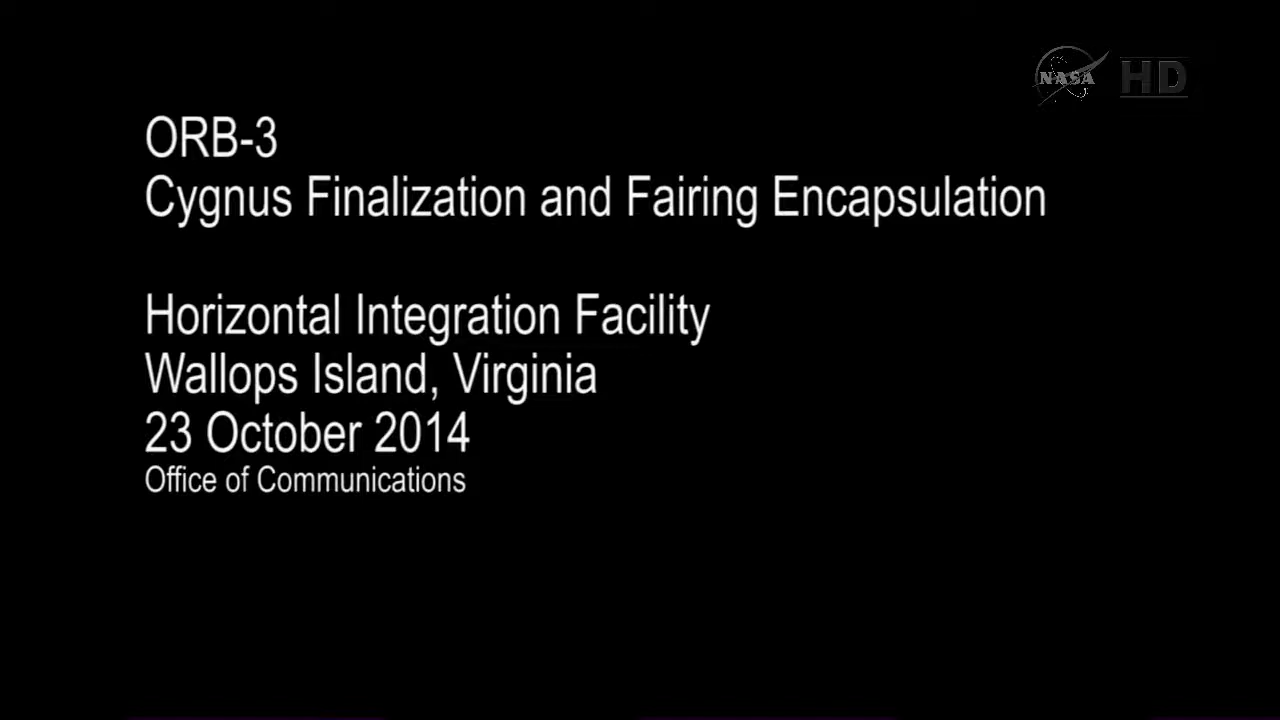 NASA HD
ORB-3
Cygnus Finalization and Fairing Encapsulation
Horizontal Integration Facility
Wallops Island, Virginia
23 October 2014
Office of Communications